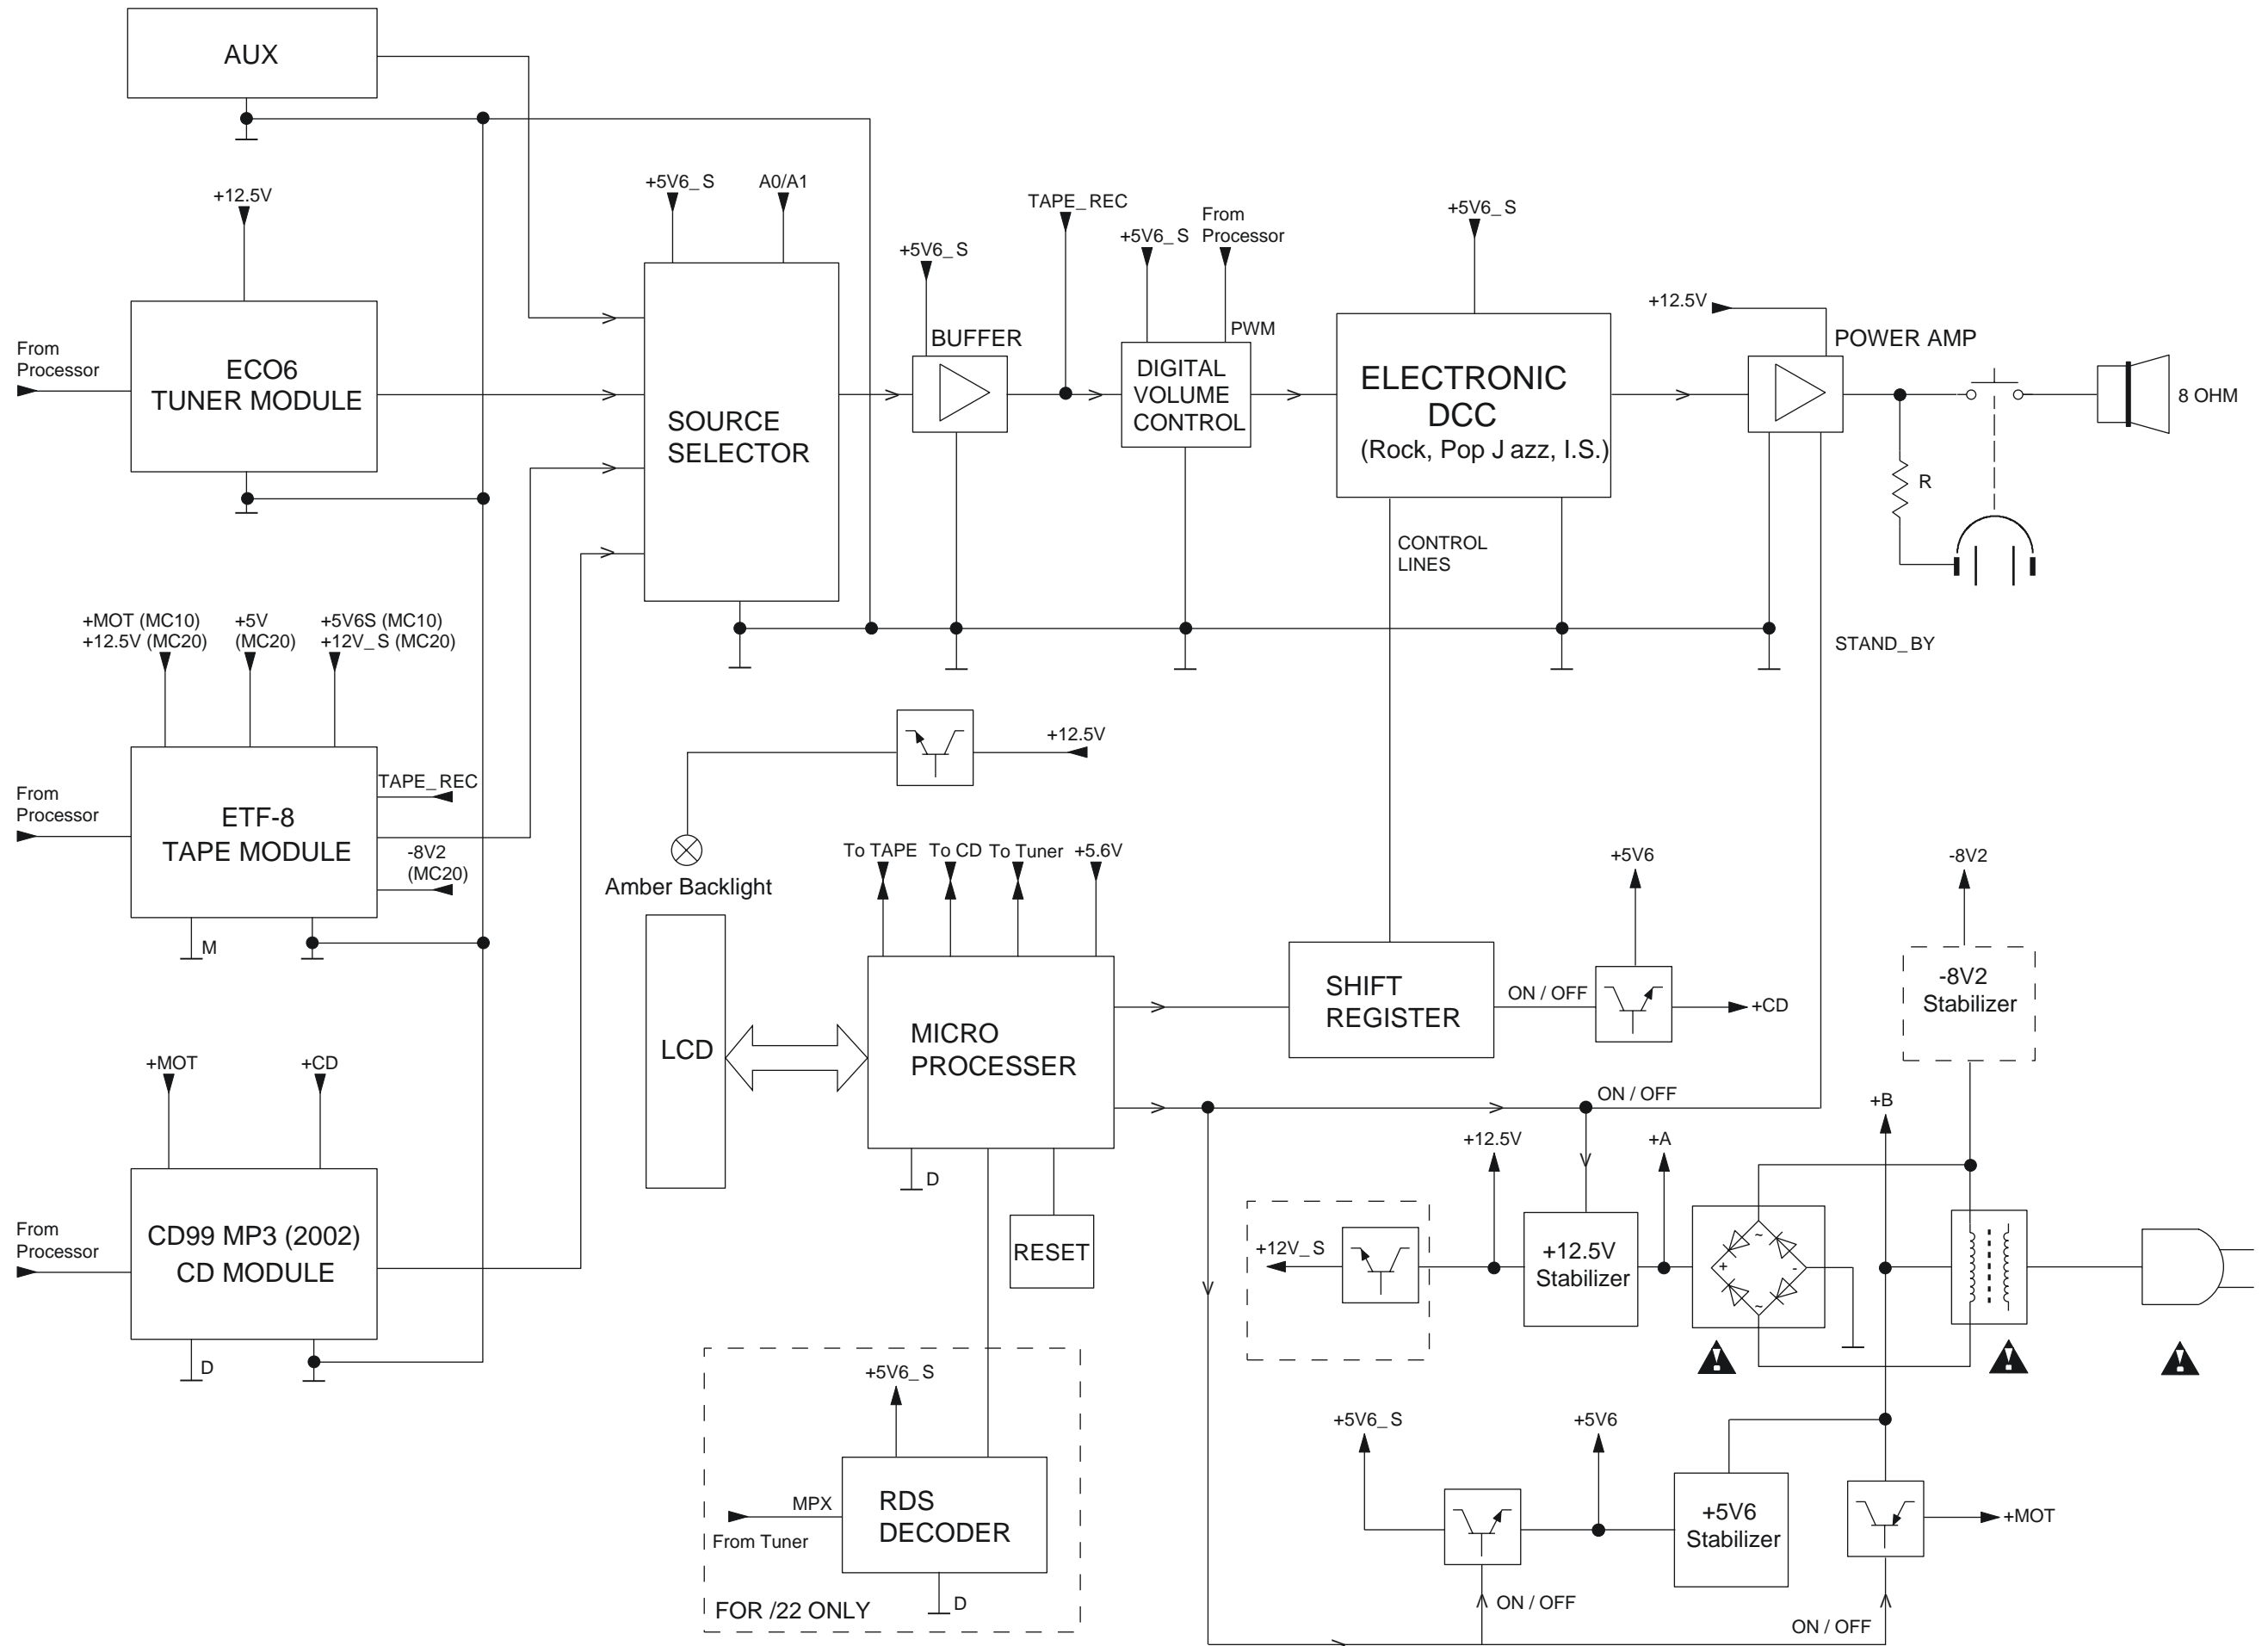 AUX
+12.5V
From
Processor
ECO6
TUNER MODULE
+5V6_S
A0/A1
SOURCE
SELECTOR
+5V6_S
BUFFER
TAPE_REC
+5V6_S
From
Processor
PWM
DIGITAL
VOLUME
CONTROL
+5V6_S
ELECTRONIC
DCC
(Rock, Pop J azz, I.S.)
CONTROL
LINES
+12.5V
POWER AMP
8 OHM
R
STAND_BY
+MOT (MC10)
+12.5V (MC20)
+5V
(MC20)
+5V6S (MC10)
+12V_S (MC20)
From
Processor
ETF-8
TAPE MODULE
TAPE_REC
-8V2
(MC20)
M
+12.5V
Amber Backlight
LCD
To TAPE
To CD
To Tuner
+5.6V
MICRO
PROCESSER
D
RESET
SHIFT
REGISTER
ON / OFF
+5V6
+CD
-8V2
-8V2
Stabilizer
+MOT
+CD
From
Processor
CD99 MP3 (2002)
CD MODULE
D
ON / OFF
+12.5V
+A
+B
+12V_S
+12.5V
Stabilizer
~
+
-
~
+5V6_S
MPX
From Tuner
RDS
DECODER
D
FOR /22 ONLY
+5V6_S
+5V6
+5V6
Stabilizer
+MOT
ON / OFF
ON / OFF